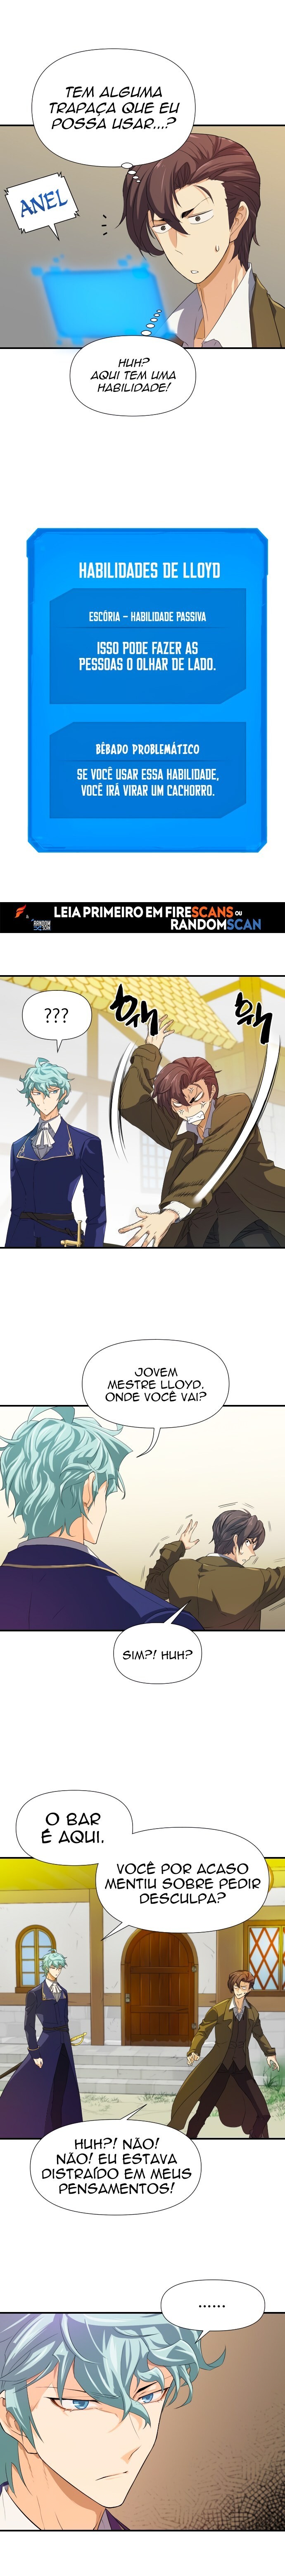 TEM ALGUMA
TRAPAÇA QUE EU
POSSA USAR...?
ANEL
HUH?
AQUI TEM UMA
HABILIDADE!
HABILIDADES DE LLOYD
ESCÓRIA - HABILIDADE PASSIVA
ISSO PODE FAZER AS
PESSOAS O OLHAR DE LADO.
BÊBADO PROBLEMÁTICO
SE VOCÊ USAR ESSA HABILIDADE,
VOCÊ IRÁ VIRAR UM CACHORRO.
LEIA PRIMEIRO EM FIRESCANS OU
RANDOMSCAN
???
JOVEM
MESTRE LLOYD,
ONDE VOCÊ VAI?
SIM?! HUH?
O BAR
É AQUI.
VOCÊ POR ACASO
MENTIU SOBRE PEDIR
DESCULPA?
HUH?! NÃO!
NÃO! EU ESTAVA
DISTRAÍDO EM MEUS
PENSAMENTOS!
......